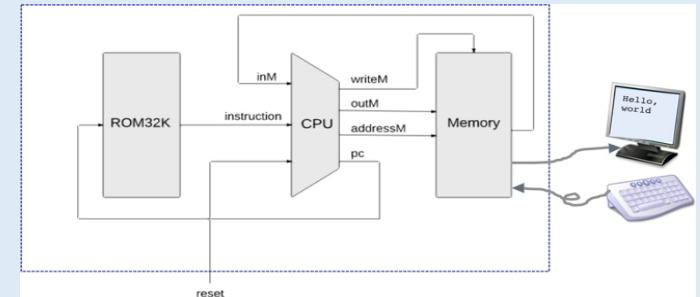 inM
writeM
outM
ROM32K
instruction
CPU
addressM
Memory
pc
Hello,
world
reset